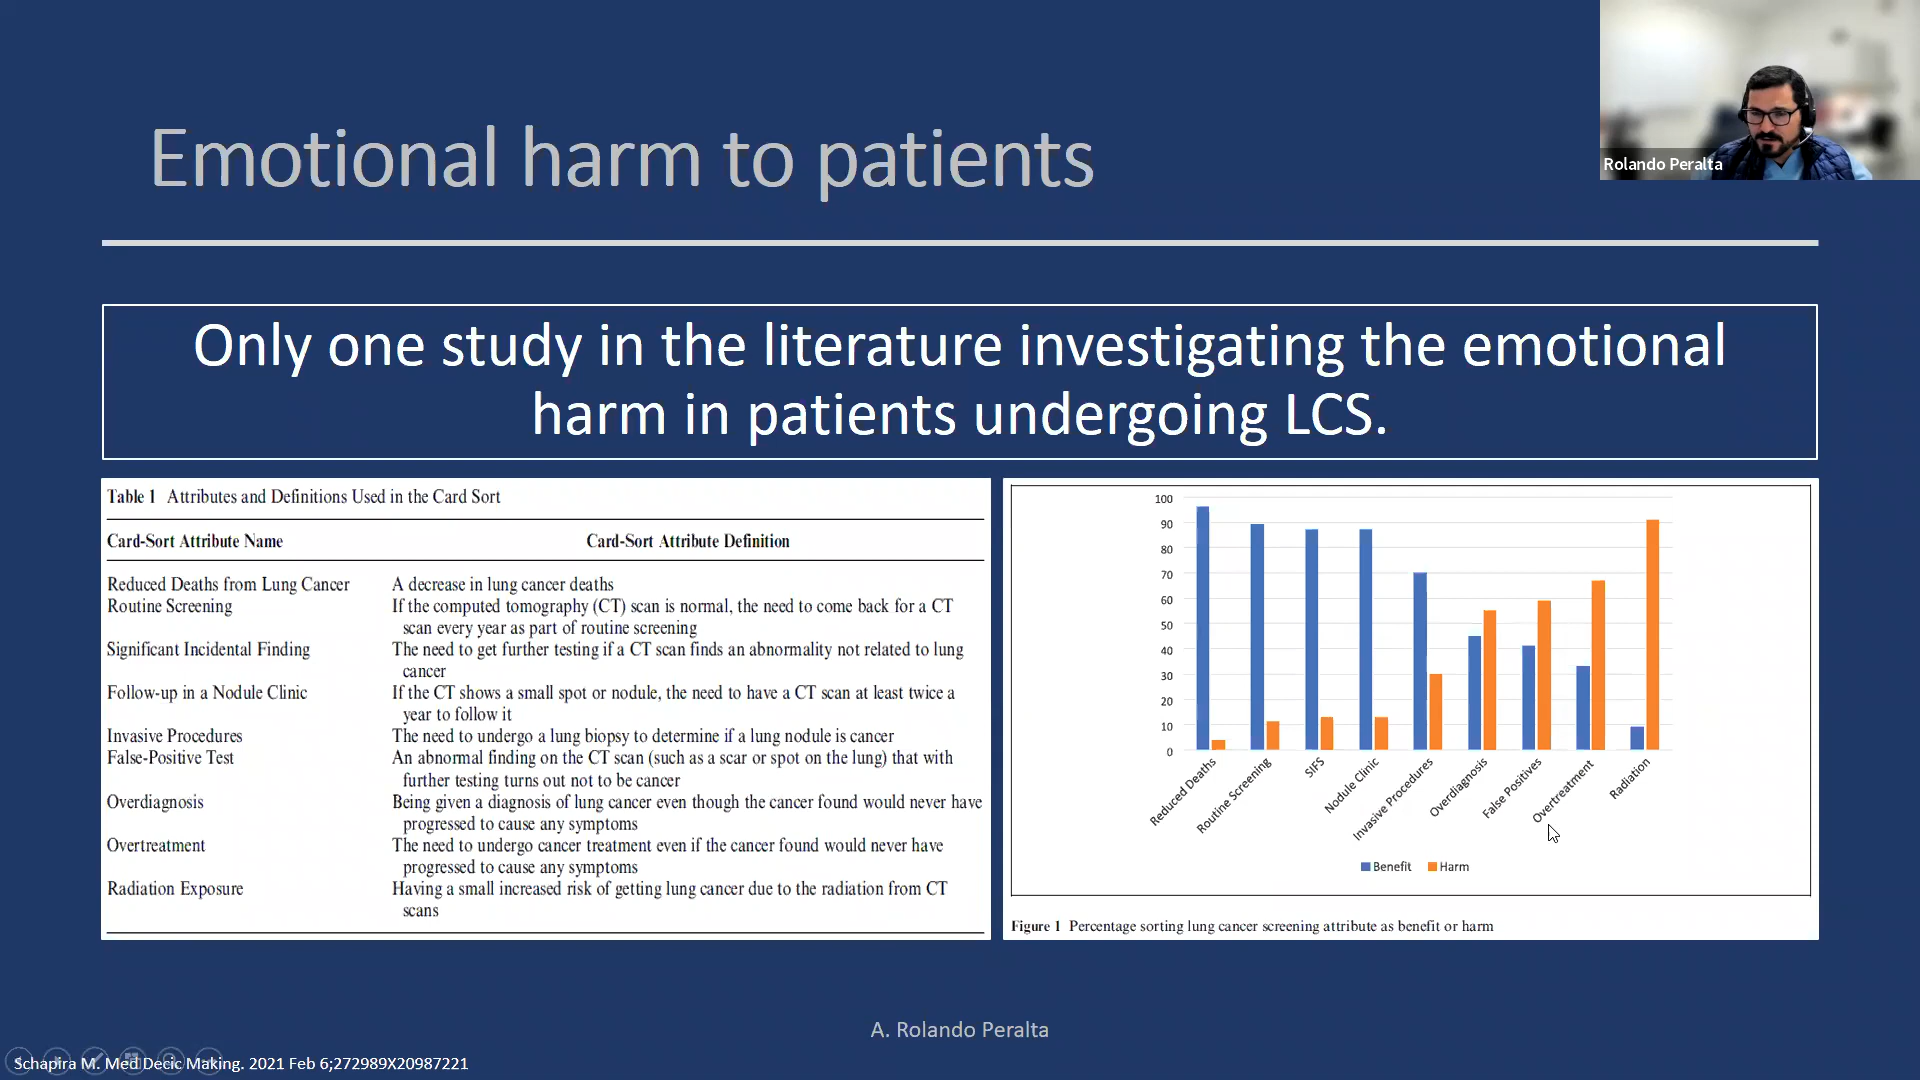 Emotional harm to patients
Rolando Peralta
Only one study in the literature investigating the emotional
harm in patients undergoing LCS.
Table 1 Attributes and Definitions Used in the Card Sort
Card-Sort Attribute Name Card-Sort Attribute Definition
Reduced Deaths from Lung Cancer A decrease in lung cancer deaths
Routine Screening If the computed tomography (CT) scan is normal, the need to come back for a CT
scan every year as part of routine screening
Significant Incidental Finding The need to get further testing if a CT scan finds an abnormality not related to lung
cancer
Follow-up in a Nodule Clinic If the CT shows a small spot or nodule, the need to have a CT scan at least twice a
year to follow it
Invasive Procedures The need to undergo a lung biopsy to determine if a lung nodule is cancer
False-Positive Test An abnormal finding on the CT scan (such as a scar or spot on the lung) that with
further testing turns out not to be cancer
Overdiagnosis Being given a diagnosis of lung cancer even though the cancer found would never have
progressed to cause any symptoms
Overtreatment The need to undergo cancer treatment even if the cancer found would never have
progressed to cause any symptoms
Radiation Exposure Having a small increased risk of getting lung cancer due to the radiation from CT
scans
100
90
80
70
60
50
40
30
20
10
0
Reduced Deaths
Routine Screening
SIFS
Nodule Clinic
Invasive Procedures
Overdiagnosis
False Positives
Overtreatment
Radiation
Benefit Harm
Figure 1 Percentage sorting lung cancer screening attribute as benefit or harm
A. Rolando Peralta
Schapira M. Med Decic Making. 2021 Feb 6;272989X20987221